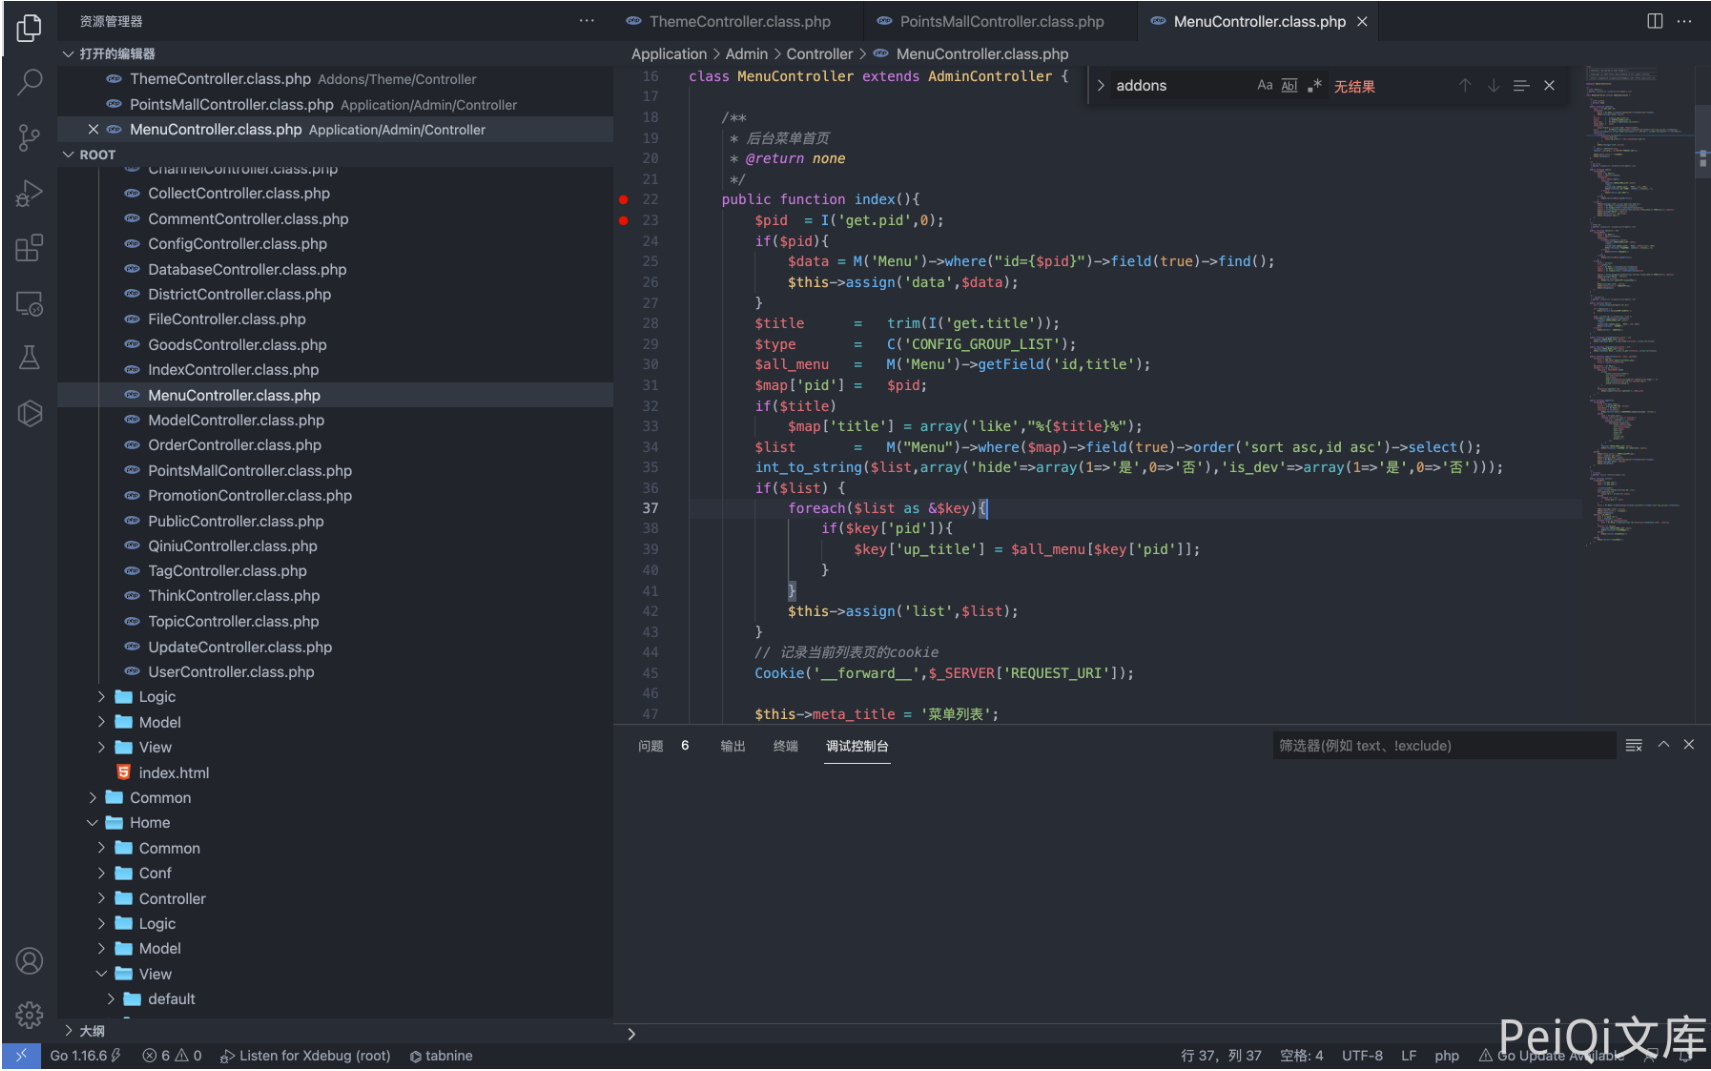 资源管理器
ThemeController.class.php
PointsMallController.class.php
MenuController.class.php
打开的编辑器
ThemeController.class.php Addons/Theme/Controller
PointsMallController.class.php Application/Admin/Controller
MenuController.class.php Application/Admin/Controller
ROOT
ChannelController.class.php
CollectController.class.php
CommentController.class.php
ConfigController.class.php
DatabaseController.class.php
DistrictController.class.php
FileController.class.php
GoodsController.class.php
IndexController.class.php
MenuController.class.php
ModelController.class.php
OrderController.class.php
PointsMallController.class.php
PromotionController.class.php
PublicController.class.php
QiniuController.class.php
TagController.class.php
ThinkController.class.php
TopicController.class.php
UpdateController.class.php
UserController.class.php
Logic
Model
View
index.html
Common
Home
Common
Conf
Controller
Logic
Model
View
default
大纲
Application > Admin > Controller > MenuController.class.php
addons Aa Abl .* 无结果
16 class MenuController extends AdminController {
17
18 /**
19 * 后台菜单首页
20 * @return none
21 */
22 public function index(){
23 $pid = I('get.pid',0);
24 if($pid){
25 $data = M('Menu')->where("id={$pid}")->field(true)->find();
26 $this->assign('data',$data);
27 }
28 $title = trim(I('get.title'));
29 $type = C('CONFIG_GROUP_LIST');
30 $all_menu = M('Menu')->getField('id,title');
31 $map['pid'] = $pid;
32 if($title)
33 $map['title'] = array('like',"%{$title}%");
34 $list = M("Menu")->where($map)->field(true)->order('sort asc,id asc')->select();
35 int_to_string($list,array('hide'=>array(1=>'是',0=>'否'),'is_dev'=>array(1=>'是',0=>'否')));
36 if($list) {
37 foreach($list as &$key){
38 if($key['pid']){
39 $key['up_title'] = $all_menu[$key['pid']];
40 }
41 }
42 $this->assign('list',$list);
43 }
44 // 记录当前列表页的cookie
45 Cookie('__forward__',$_SERVER['REQUEST_URI']);
46
47 $this->meta_title = '菜单列表';
问题 6 输出 终端 调试控制台
筛选器(例如 text、!exclude)
PeiQi文库
Go 1.16.6 6 0 Listen for Xdebug (root) tabnine
行 37，列 37 空格: 4 UTF-8 LF php Go Update Available